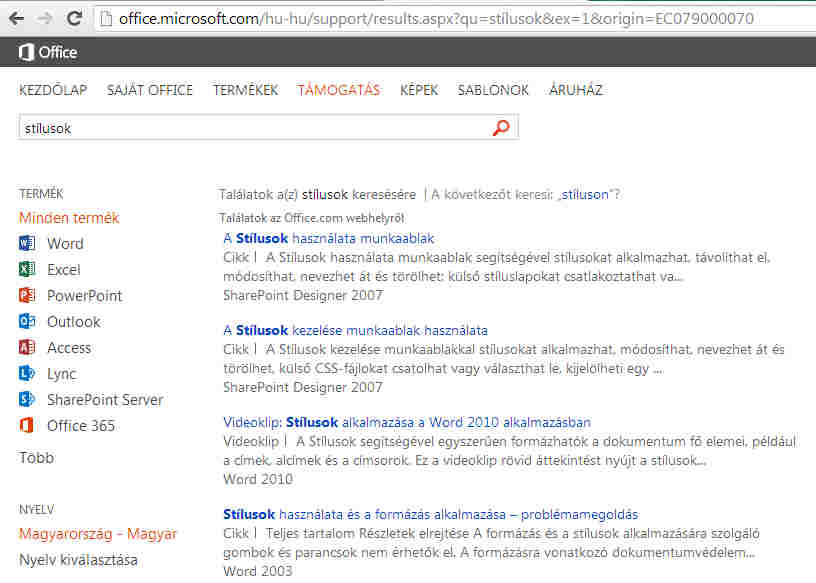 office.microsoft.com/hu-hu/support/results.aspx?qu=stílusok&ex=1&origin=EC079000070
Office
KEZDŐLAP SAJÁT OFFICE TERMÉKEK TÁMOGATÁS KÉPEK SABLONOK ÁRUHÁZ
stílusok
TERMÉK
Minden termék
Word
Excel
PowerPoint
Outlook
Access
Lync
SharePoint Server
Office 365
Több
NYELV
Magyarország - Magyar
Nyelv kiválasztása
Találatok a(z) stílusok keresésére | A következőt keresi: „stíluson”?
Találatok az Office.com webhelyről
A Stílusok használata munkaablak
Cikk | A Stílusok használata munkaablak segítségével stílusokat alkalmazhat, távolíthat el,
módosíthat, nevezhet át és törölhet: külső stíluslapokat csatlakoztathat va...
SharePoint Designer 2007
A Stílusok kezelése munkaablak használata
Cikk | A Stílusok kezelése munkaablakkal stílusokat alkalmazhat, módosíthat, nevezhet át és
törölhet, külső CSS-fájlokat csatolhat vagy választhat le, kijelölheti egy ...
SharePoint Designer 2007
Videoklip: Stílusok alkalmazása a Word 2010 alkalmazásban
Videoklip | A Stílusok segítségével egyszerűen formázhatók a dokumentum fő elemei, például
a címek, alcímek és a címsorok. Ez a videoklip rövid áttekintést nyújt a stílusok...
Word 2010
Stílusok használata és a formázás alkalmazása – problémamegoldás
Cikk | Teljes tartalom Részletek elrejtése A formázás és a stílusok alkalmazására szolgáló
gombok és parancsok nem érhetők el. A formázásra vonatkozó dokumentumvédelem...
Word 2003